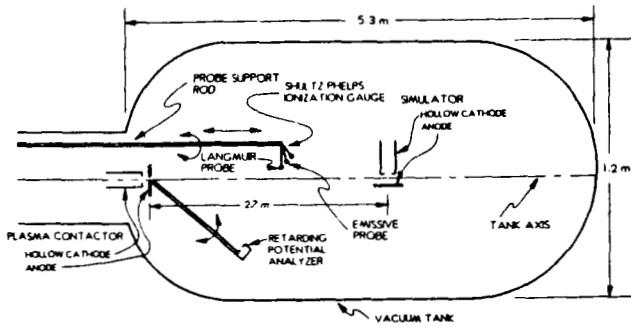 5.3 m
PROBE SUPPORT
ROD
SHULTZ PHELPS
IONIZATION GAUGE
SIMULATOR
HOLLOW CATHODE
ANODE
LANGMUIR
PROBE
1.2 m
2.7 m
EMISSIVE
PROBE
TANK AXIS
PLASMA CONTACTOR
HOLLOW CATHODE
ANODE
RETARDING
POTENTIAL
ANALYZER
VACUUM TANK